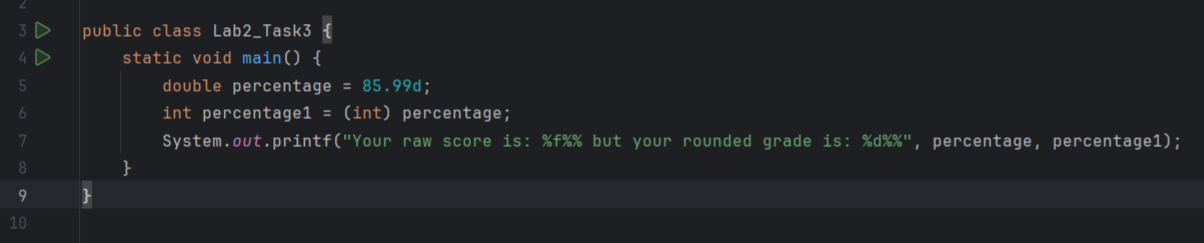 2
3 public class Lab2_Task3 {
4     static void main() {
5         double percentage = 85.99d;
6         int percentage1 = (int) percentage;
7         System.out.printf("Your raw score is: %f%% but your rounded grade is: %d%%", percentage, percentage1);
8     }
9 }
10